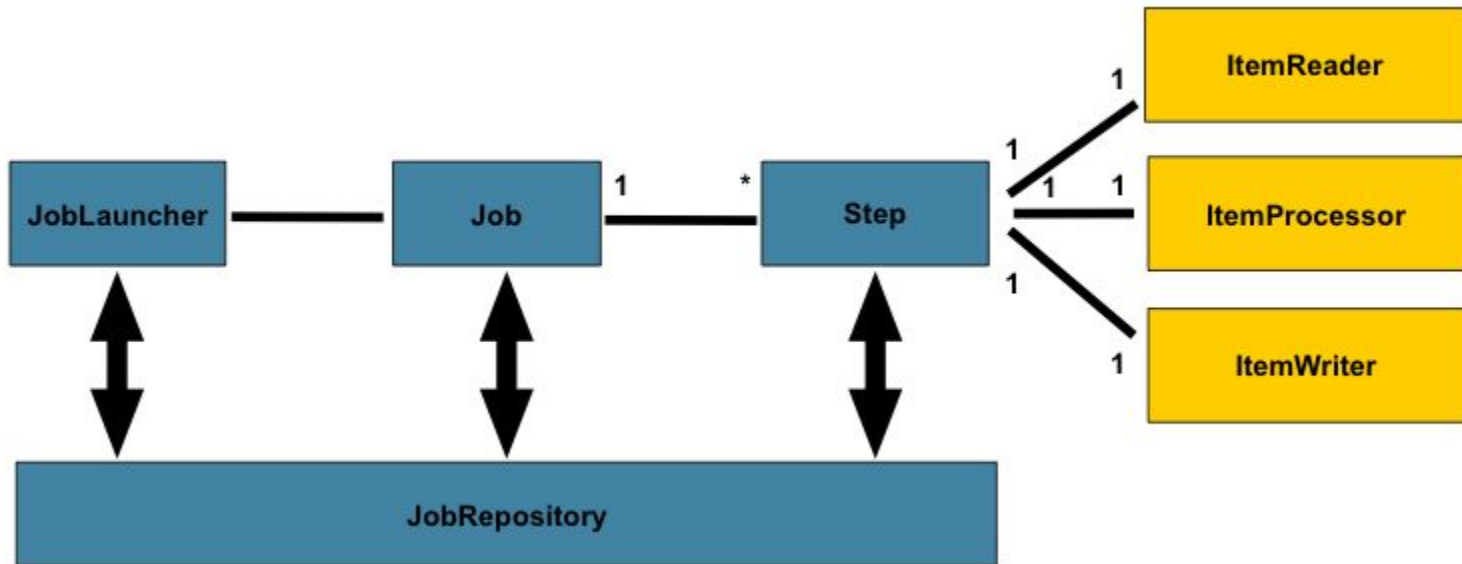 ItemReader
1
1
JobLauncher
Job
1
*
Step
1
1
ItemProcessor
1
1
ItemWriter
JobRepository